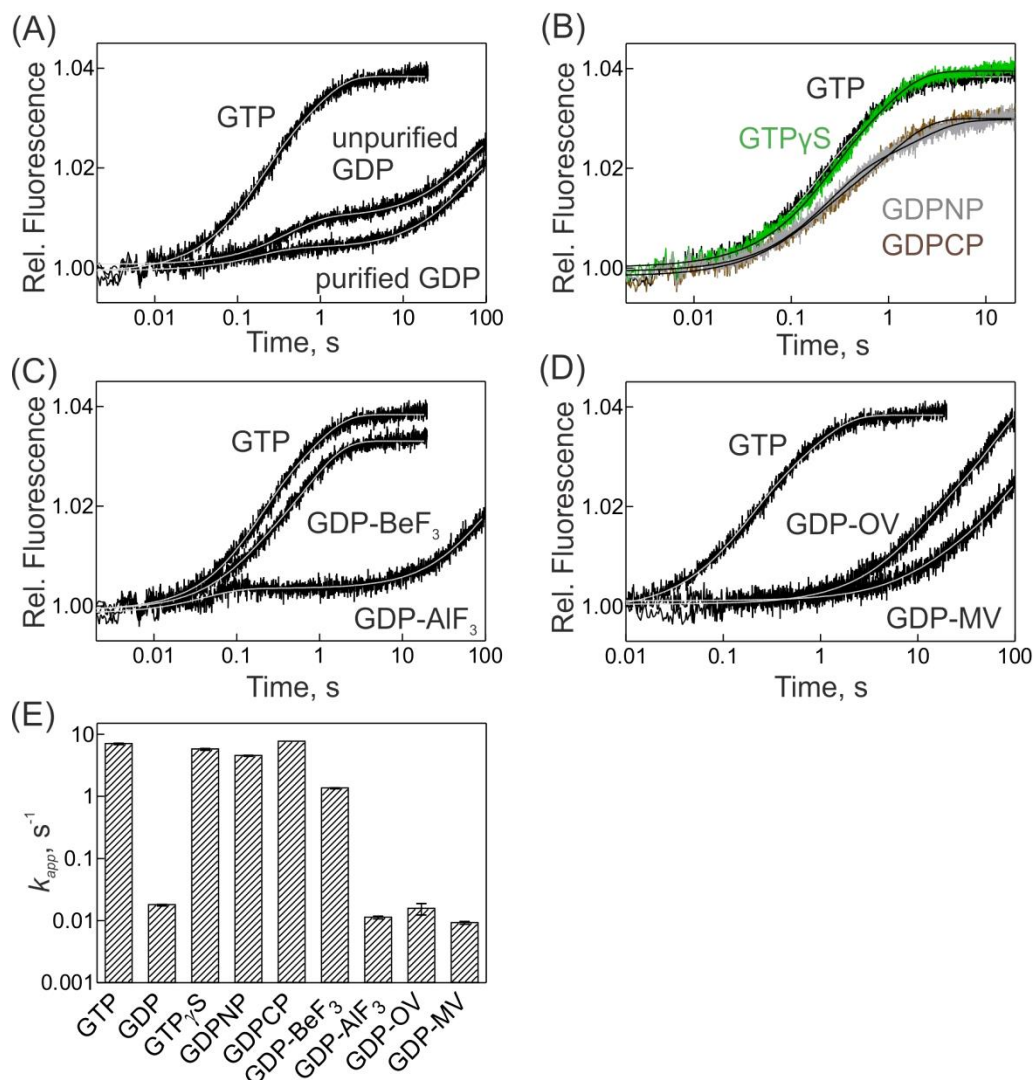 (A)
Rel. Fluorescence
1.04
1.02
1.00
GTP
unpurified
GDP
purified GDP
0.01 0.1 1 10 100
Time, s
(B)
Rel. Fluorescence
1.04
1.02
1.00
GTP
GTPγS
GDPNP
GDPCP
0.01 0.1 1 10
Time, s
(C)
Rel. Fluorescence
1.04
1.02
1.00
GTP
GDP-BeF₃
GDP-AlF₃
0.01 0.1 1 10 100
Time, s
(D)
Rel. Fluorescence
1.04
1.02
1.00
GTP
GDP-OV
GDP-MV
0.01 0.1 1 10 100
Time, s
(E)
k_app, s⁻¹
10
1
0.1
0.01
0.001
GTP
GDP
GTPγS
GDPNP
GDPCP
GDP-BeF₃
GDP-AlF₃
GDP-OV
GDP-MV